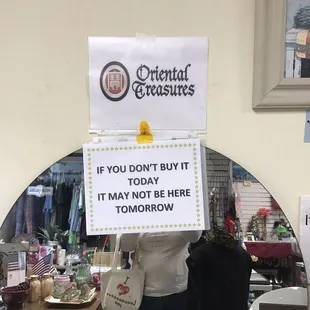 Oriental
Treasures
IF YOU DON'T BUY IT
TODAY
IT MAY NOT BE HERE
TOMORROW